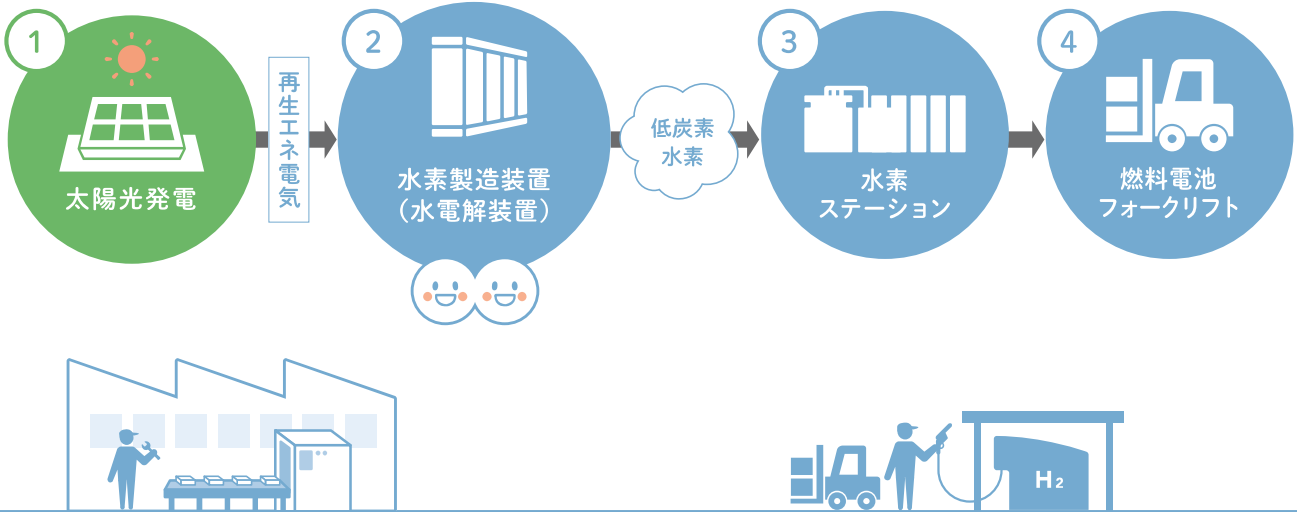 1
太陽光発電
再生エネ電気
2
水素製造装置
（水電解装置）
低炭素
水素
3
水素
ステーション
4
燃料電池
フォークリフト
H2